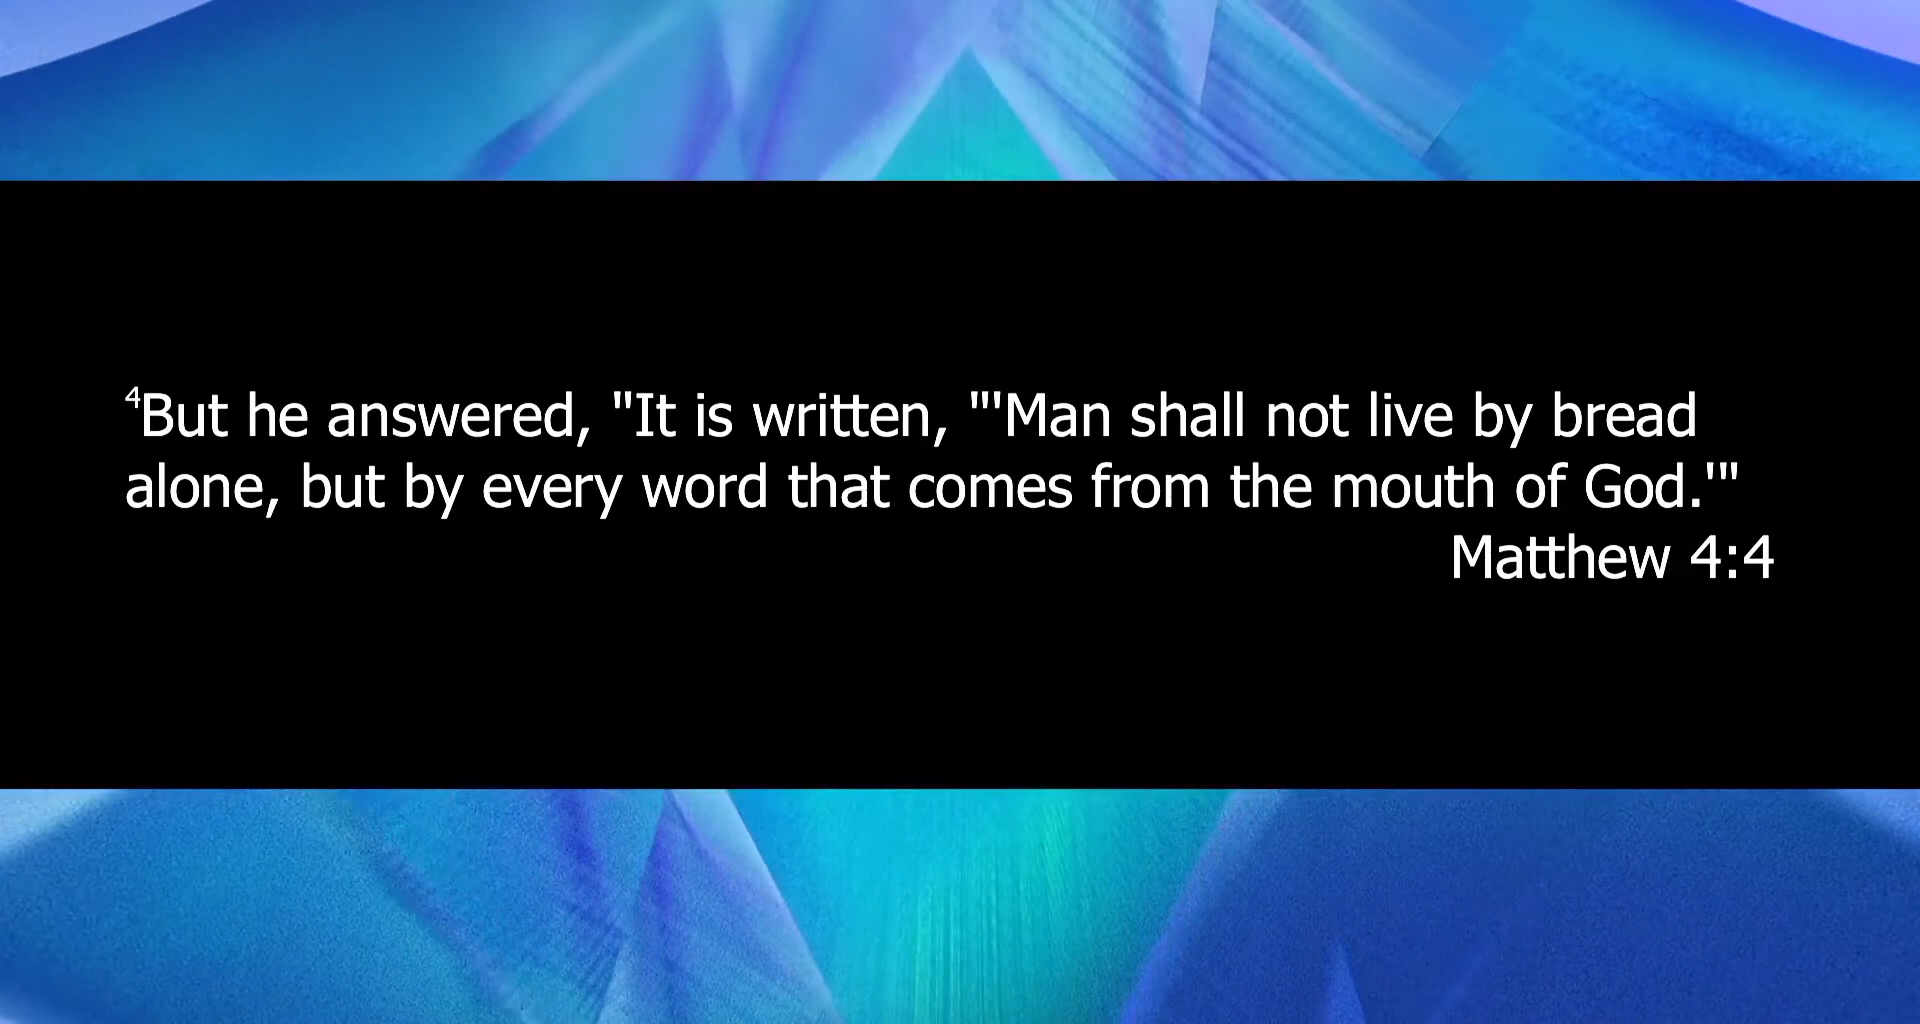 4But he answered, "It is written, "'Man shall not live by bread
alone, but by every word that comes from the mouth of God.'"
Matthew 4:4